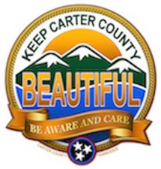 KEEP CARTER COUNTY
BEAUTIFUL
BE AWARE AND CARE